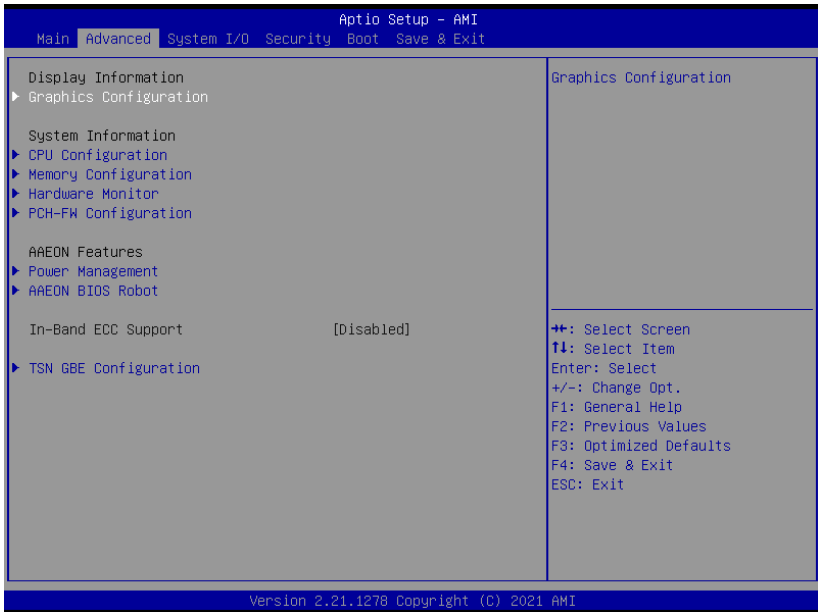 Aptio Setup – AMI
Main Advanced System I/O Security Boot Save & Exit
Display Information
Graphics Configuration
System Information
CPU Configuration
Memory Configuration
Hardware Monitor
PCH-FW Configuration
AAEON Features
Power Management
AAEON BIOS Robot
In-Band ECC Support [Disabled]
TSN GBE Configuration
Graphics Configuration
→←: Select Screen
↑↓: Select Item
Enter: Select
+/-: Change Opt.
F1: General Help
F2: Previous Values
F3: Optimized Defaults
F4: Save & Exit
ESC: Exit
Version 2.21.1278 Copyright (C) 2021 AMI